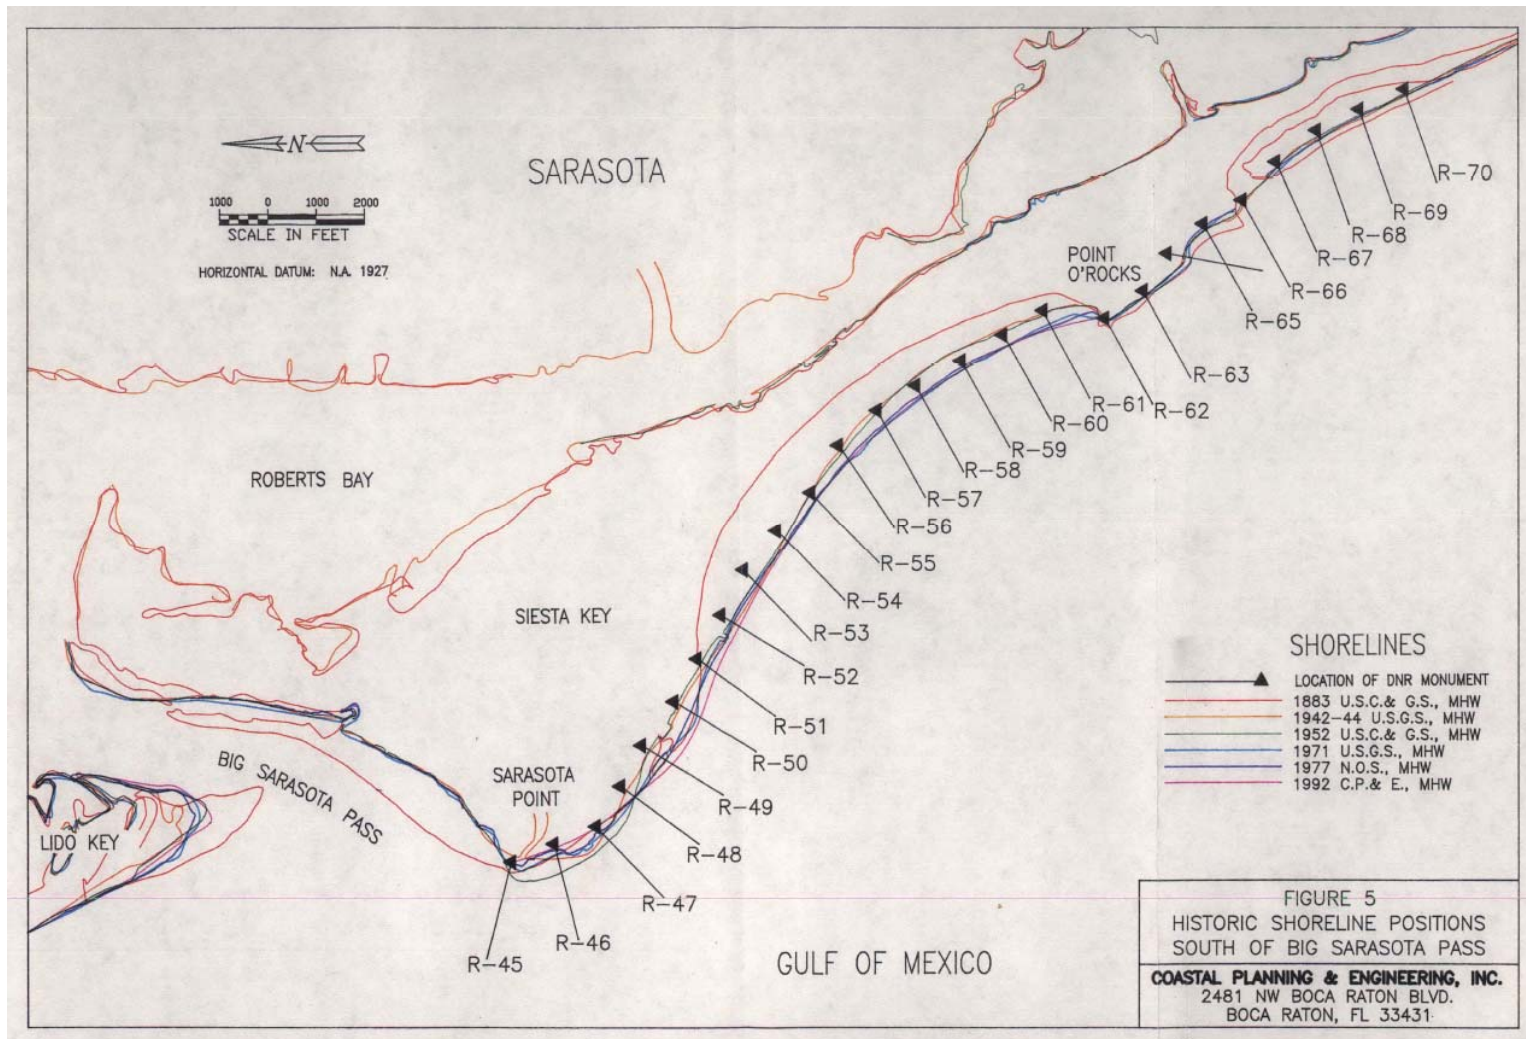 N
1000 0 1000 2000
SCALE IN FEET
HORIZONTAL DATUM: N.A. 1927
SARASOTA
POINT
O'ROCKS
R-70
R-69
R-68
R-67
R-66
R-65
R-63
R-62
R-61
R-60
R-59
R-58
R-57
R-56
R-55
R-54
R-53
R-52
R-51
R-50
R-49
R-48
R-47
R-46
R-45
ROBERTS BAY
SIESTA KEY
BIG SARASOTA PASS
SARASOTA
POINT
LIDO KEY
GULF OF MEXICO
SHORELINES
LOCATION OF DNR MONUMENT
1883 U.S.C.& G.S., MHW
1942-44 U.S.G.S., MHW
1952 U.S.C.& G.S., MHW
1971 U.S.G.S., MHW
1977 N.O.S., MHW
1992 C.P.& E., MHW
FIGURE 5
HISTORIC SHORELINE POSITIONS
SOUTH OF BIG SARASOTA PASS
COASTAL PLANNING & ENGINEERING, INC.
2481 NW BOCA RATON BLVD.
BOCA RATON, FL 33431